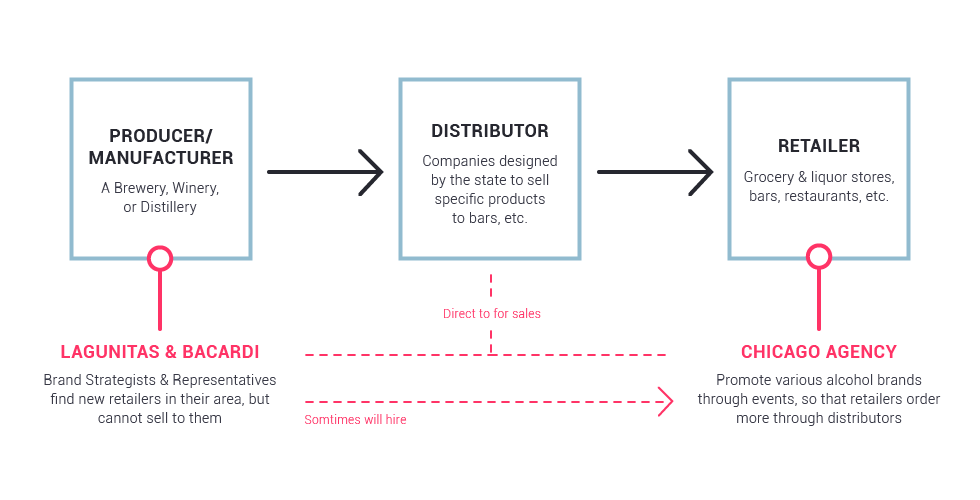 PRODUCER/
MANUFACTURER
A Brewery, Winery,
or Distillery
DISTRIBUTOR
Companies designed
by the state to sell
specific products
to bars, etc.
RETAILER
Grocery & liquor stores,
bars, restaurants, etc.
Direct to for sales
LAGUNITAS & BACARDI
Brand Strategists & Representatives
find new retailers in their area, but
cannot sell to them
Somtimes will hire
CHICAGO AGENCY
Promote various alcohol brands
through events, so that retailers order
more through distributors